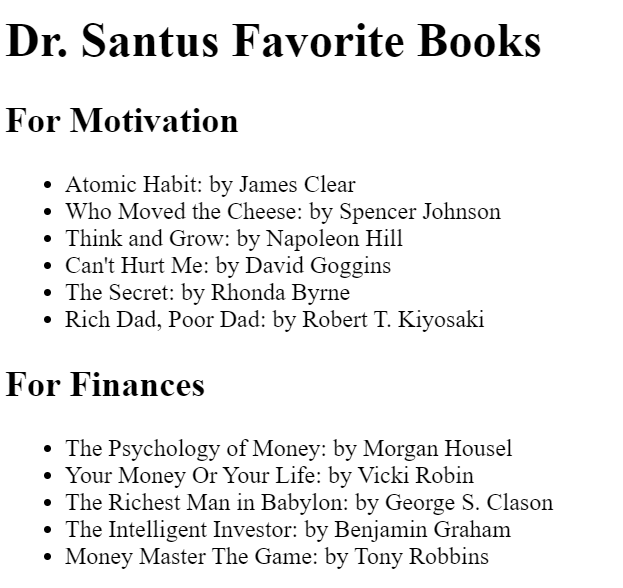 Dr. Santus Favorite Books
For Motivation
• Atomic Habit: by James Clear
• Who Moved the Cheese: by Spencer Johnson
• Think and Grow: by Napoleon Hill
• Can't Hurt Me: by David Goggins
• The Secret: by Rhonda Byrne
• Rich Dad, Poor Dad: by Robert T. Kiyosaki
For Finances
• The Psychology of Money: by Morgan Housel
• Your Money Or Your Life: by Vicki Robin
• The Richest Man in Babylon: by George S. Clason
• The Intelligent Investor: by Benjamin Graham
• Money Master The Game: by Tony Robbins